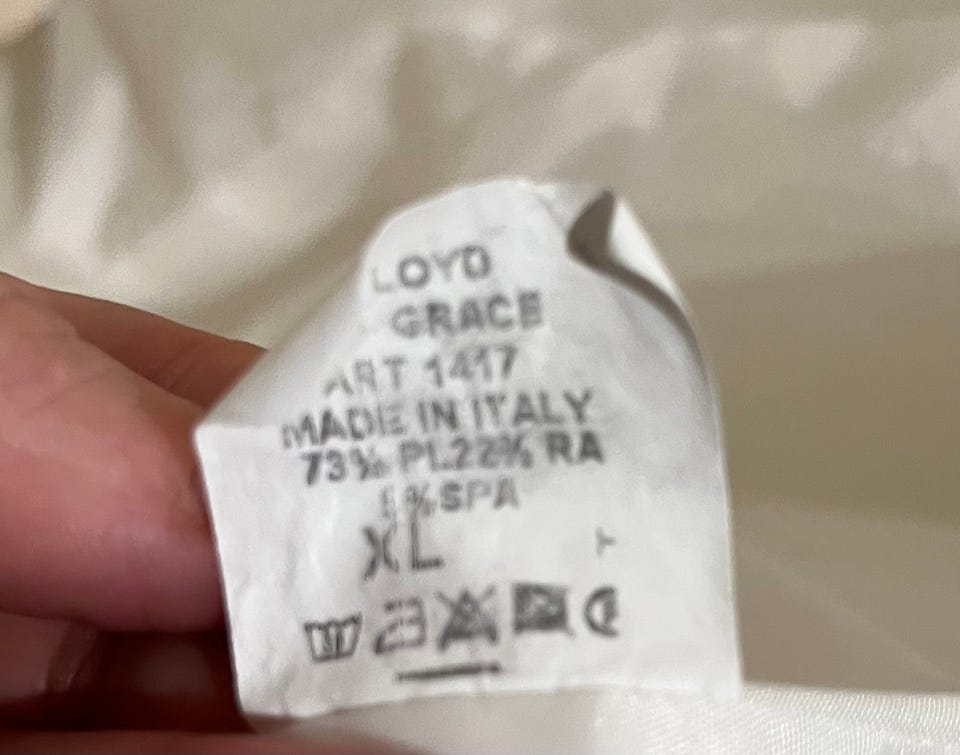 LOYD
GRACE
ART 1417
MADE IN ITALY
73% PL22% RA
5%SPA
XL